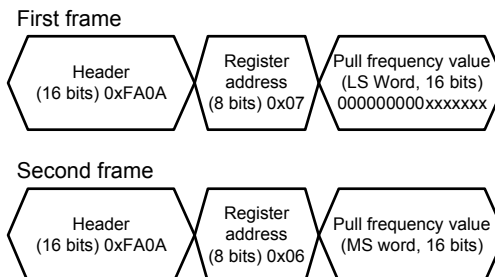 First frame
Header
(16 bits) 0xFA0A
Register
address
(8 bits) 0x07
Pull frequency value
(LS Word, 16 bits)
000000000xxxxxxx
Second frame
Header
(16 bits) 0xFA0A
Register
address
(8 bits) 0x06
Pull frequency value
(MS word, 16 bits)